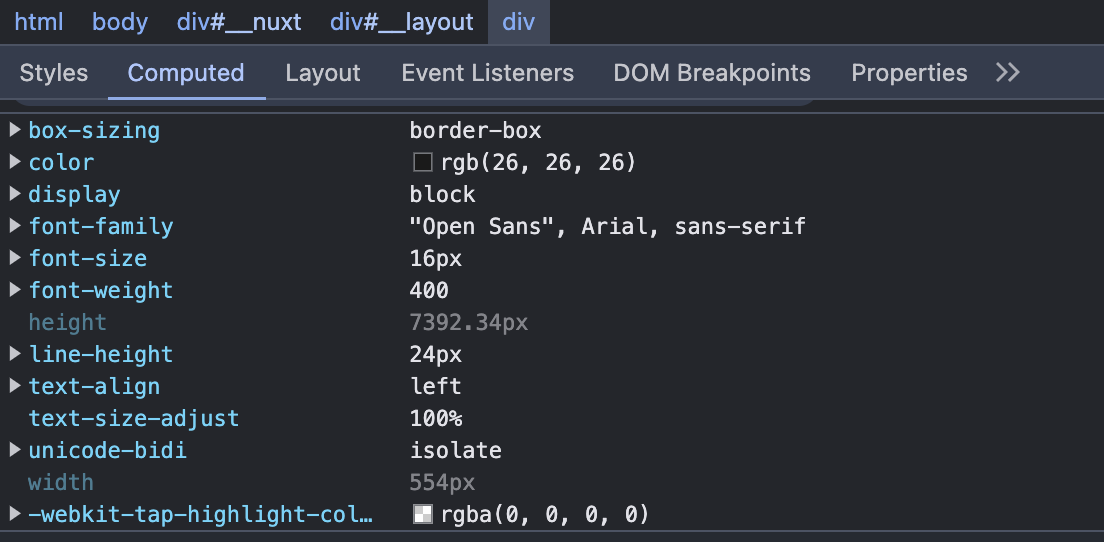 html body div#__nuxt div#__layout div
Styles Computed Layout Event Listeners DOM Breakpoints Properties >>
box-sizing border-box
color rgb(26, 26, 26)
display block
font-family "Open Sans", Arial, sans-serif
font-size 16px
font-weight 400
height 7392.34px
line-height 24px
text-align left
text-size-adjust 100%
unicode-bidi isolate
width 554px
-webkit-tap-highlight-col… rgba(0, 0, 0, 0)